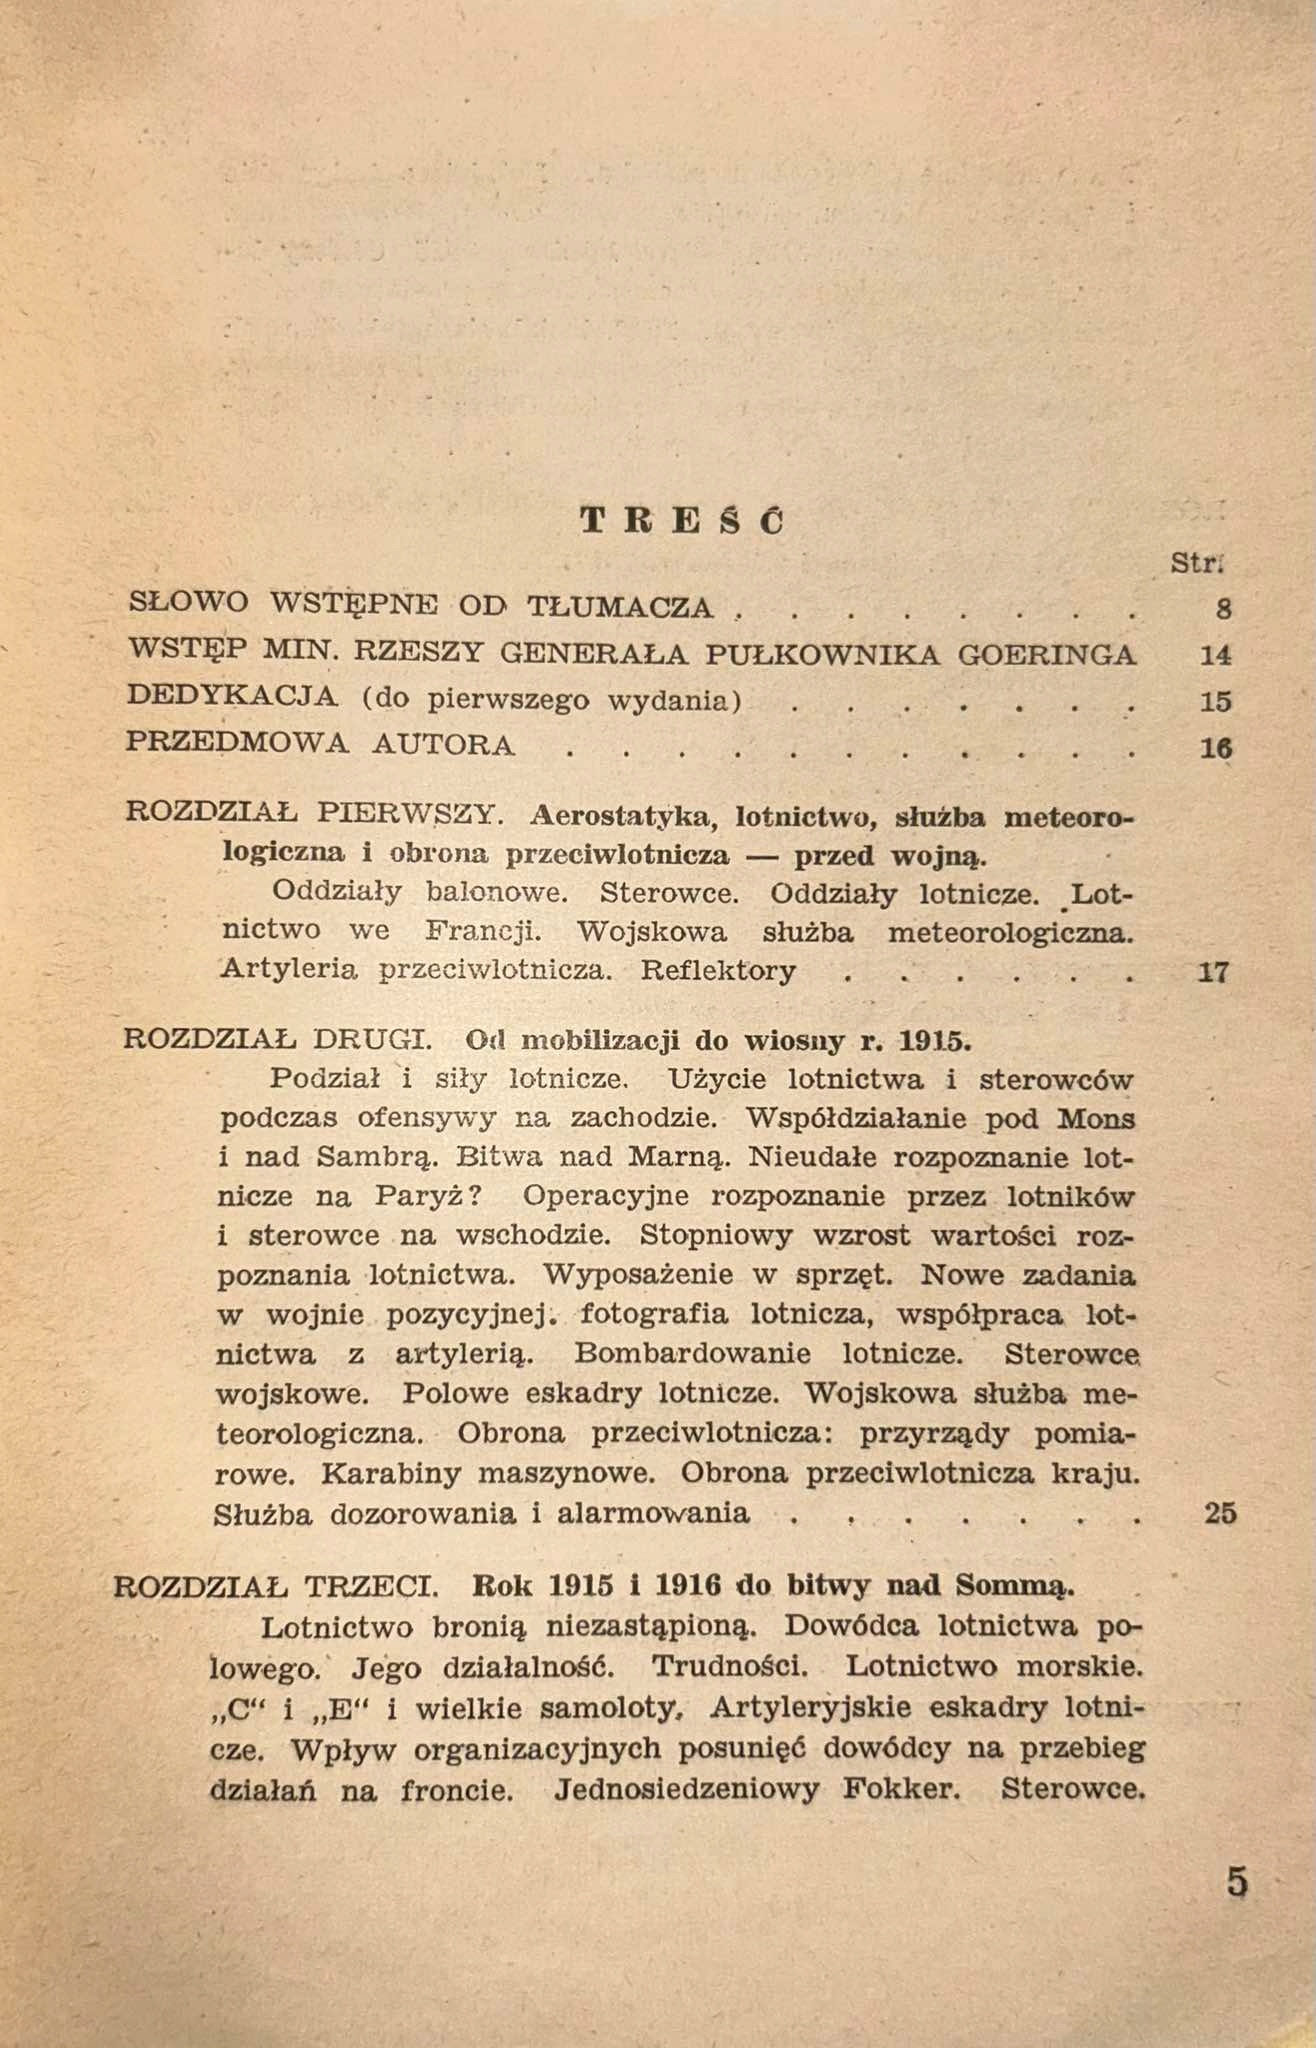 TREŚĆ
Str.
SŁOWO WSTĘPNE OD TŁUMACZA . . . . . . . . 8
WSTĘP MIN. RZESZY GENERAŁA PUŁKOWNIKA GOERINGA 14
DEDYKACJA (do pierwszego wydania) . . . . . . . 15
PRZEDMOWA AUTORA . . . . . . . . . . . 16
ROZDZIAŁ PIERWSZY. Aerostatyka, lotnictwo, służba meteoro-
logiczna i obrona przeciwlotnicza — przed wojną.
Oddziały balonowe. Sterowce. Oddziały lotnicze. Lot-
nictwo we Francji. Wojskowa służba meteorologiczna.
Artyleria przeciwlotnicza. Reflektory . . . . . . 17
ROZDZIAŁ DRUGI. Od mobilizacji do wiosny r. 1915.
Podział i siły lotnicze. Użycie lotnictwa i sterowców
podczas ofensywy na zachodzie. Współdziałanie pod Mons
i nad Sambrą. Bitwa nad Marną. Nieudałe rozpoznanie lot-
nicze na Paryż? Operacyjne rozpoznanie przez lotników
i sterowce na wschodzie. Stopniowy wzrost wartości roz-
poznania lotnictwa. Wyposażenie w sprzęt. Nowe zadania
w wojnie pozycyjnej. fotografia lotnicza, współpraca lot-
nictwa z artylerią. Bombardowanie lotnicze. Sterowce
wojskowe. Polowe eskadry lotnicze. Wojskowa służba me-
teorologiczna. Obrona przeciwlotnicza: przyrządy pomia-
rowe. Karabiny maszynowe. Obrona przeciwlotnicza kraju.
Służba dozorowania i alarmowania . . . . . . . 25
ROZDZIAŁ TRZECI. Rok 1915 i 1916 do bitwy nad Sommą.
Lotnictwo bronią niezastąpioną. Dowódca lotnictwa po-
lowego. Jego działalność. Trudności. Lotnictwo morskie.
„C“ i „E“ i wielkie samoloty. Artyleryjskie eskadry lotni-
cze. Wpływ organizacyjnych posunięć dowódcy na przebieg
działań na froncie. Jednosiedzeniowy Fokker. Sterowce.
5